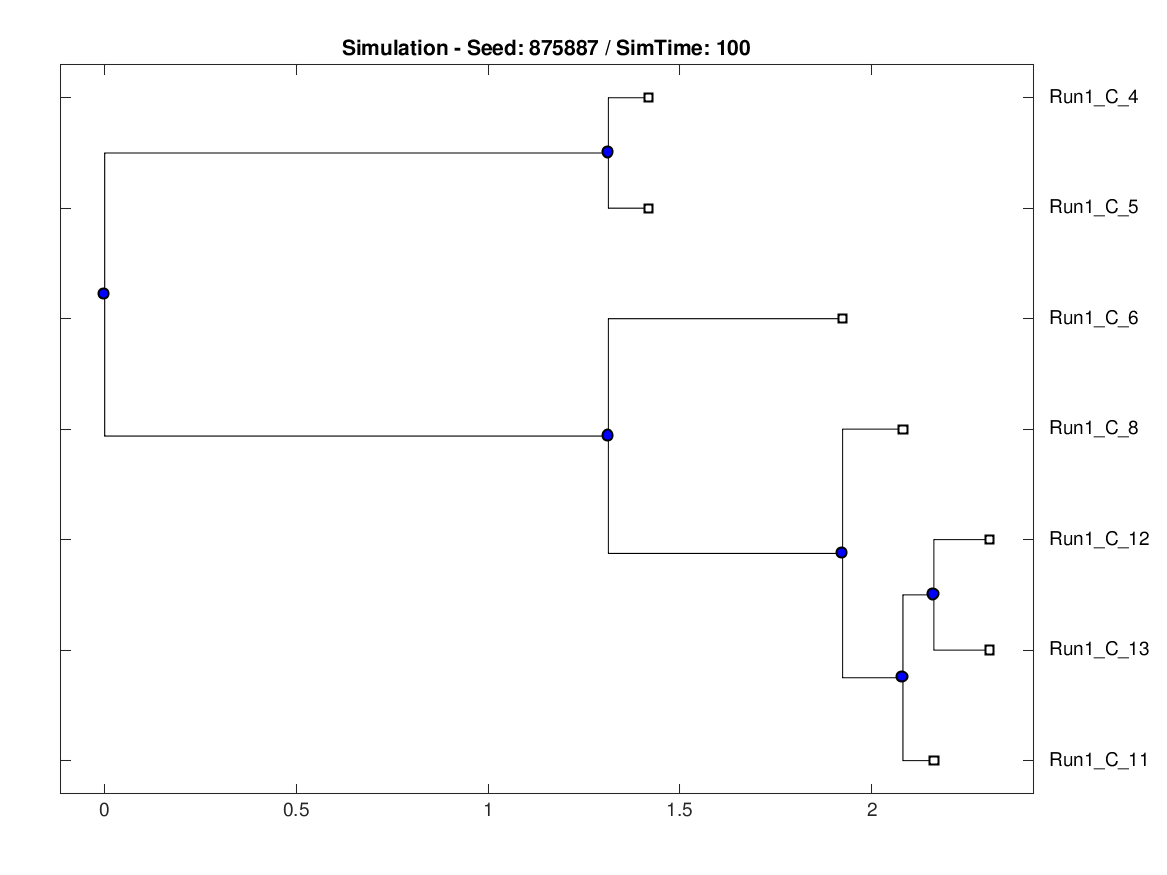 Simulation - Seed: 875887 / SimTime: 100
Run1_C_4
Run1_C_5
Run1_C_6
Run1_C_8
Run1_C_12
Run1_C_13
Run1_C_11
0 0.5 1 1.5 2